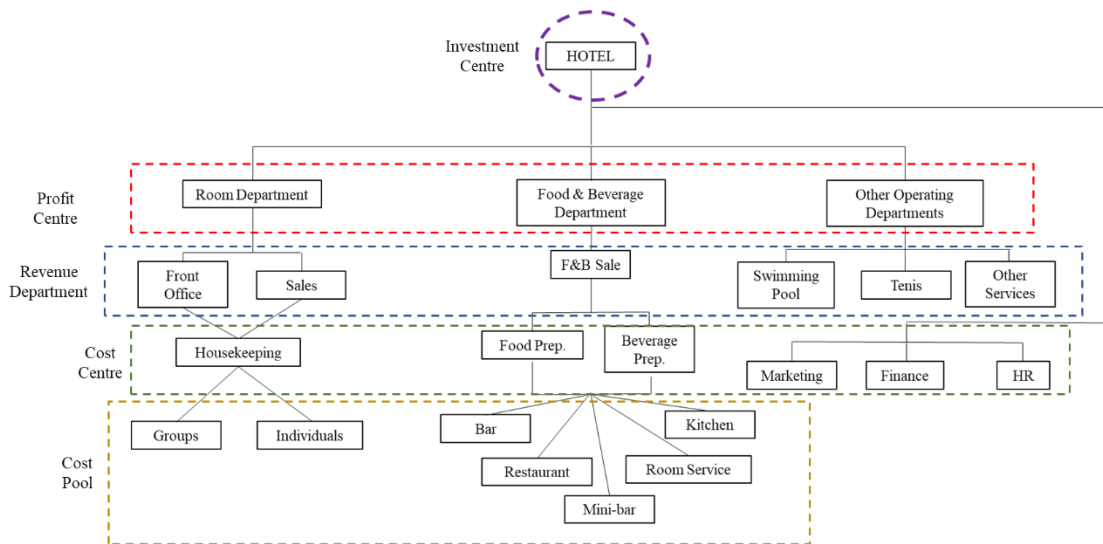 Investment
Centre
HOTEL
Profit
Centre
Room Department
Food & Beverage
Department
Other Operating
Departments
Revenue
Department
Front
Office
Sales
F&B Sale
Swimming
Pool
Tenis
Other
Services
Cost
Centre
Housekeeping
Food Prep.
Beverage
Prep.
Marketing
Finance
HR
Cost
Pool
Groups
Individuals
Bar
Kitchen
Restaurant
Room Service
Mini-bar